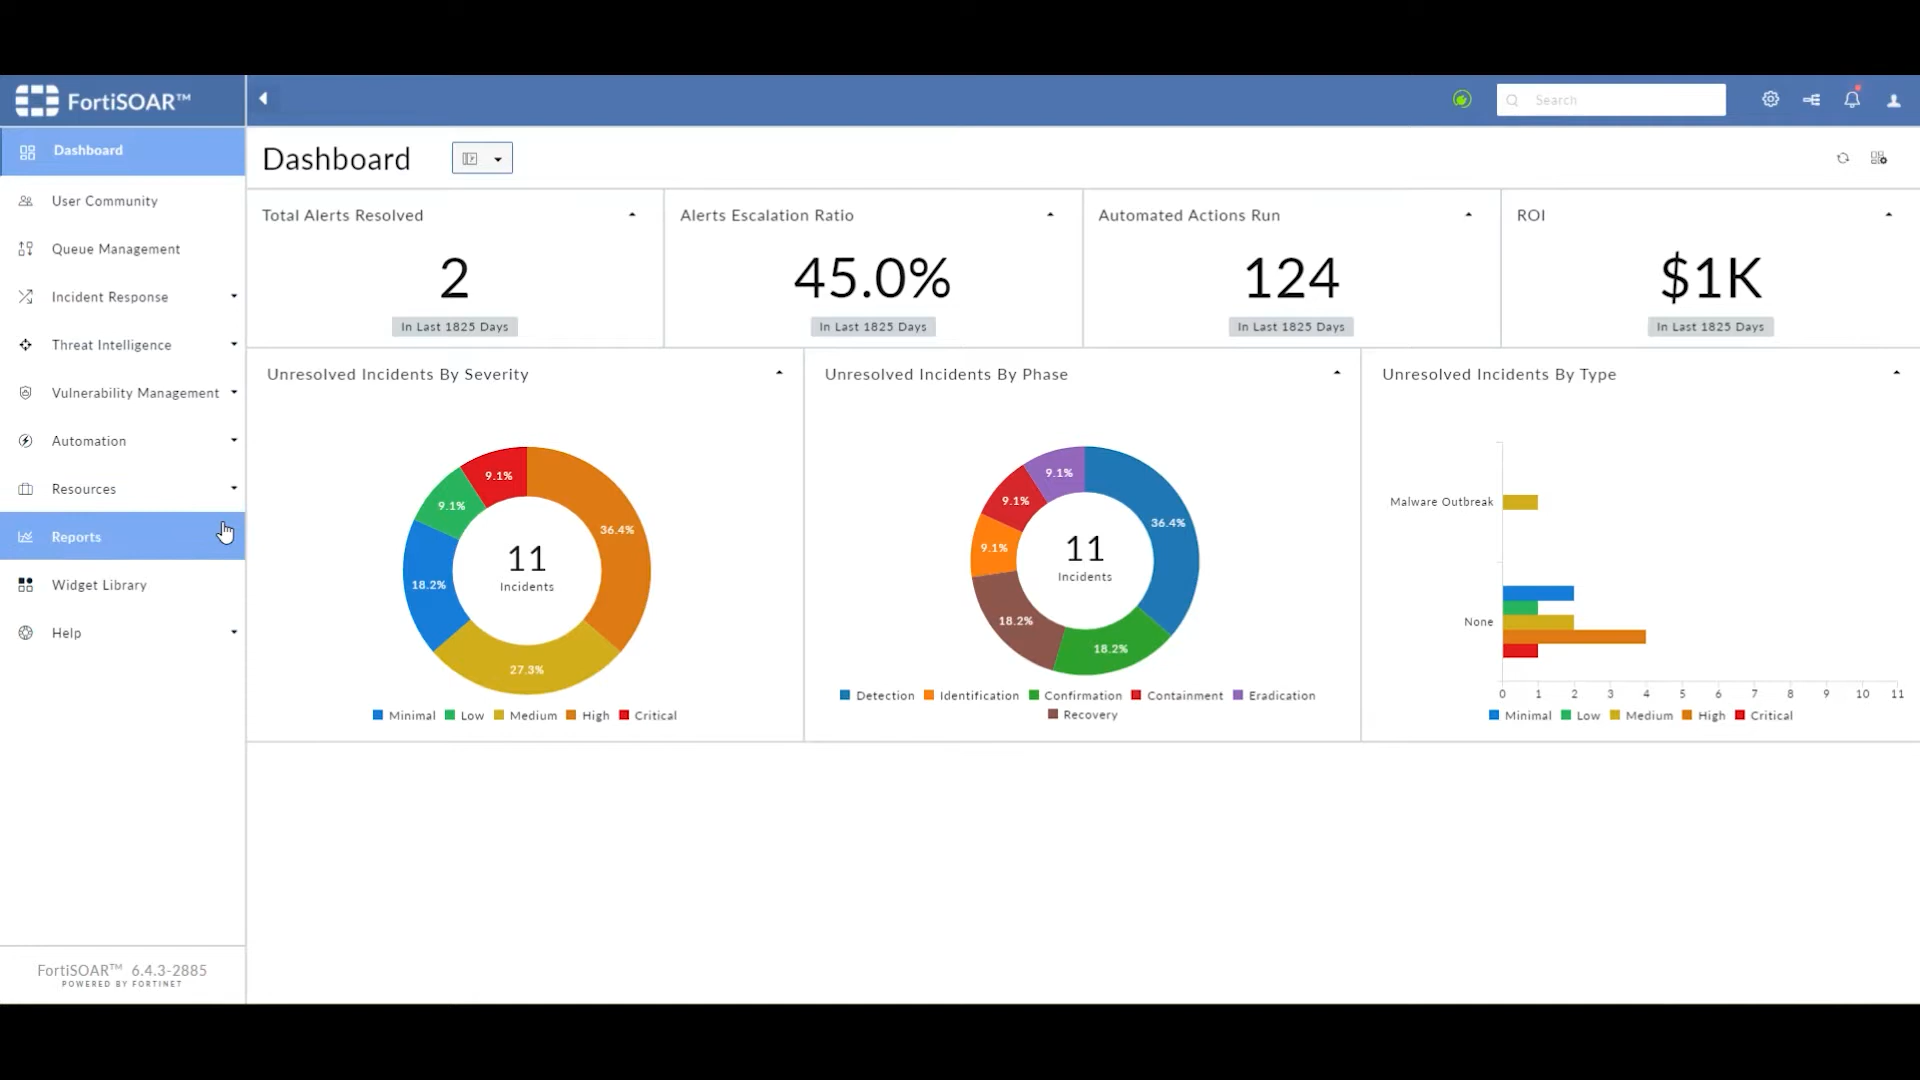 FortiSOAR™
Search
Dashboard
User Community
Queue Management
Incident Response
Threat Intelligence
Vulnerability Management
Automation
Resources
Reports
Widget Library
Help
FortiSOAR™ 6.4.3-2885
POWERED BY FORTINET
Dashboard
Total Alerts Resolved
2
In Last 1825 Days
Alerts Escalation Ratio
45.0%
In Last 1825 Days
Automated Actions Run
124
In Last 1825 Days
ROI
$1K
In Last 1825 Days
Unresolved Incidents By Severity
9.1%
9.1%
36.4%
18.2%
27.3%
11
Incidents
Minimal Low Medium High Critical
Unresolved Incidents By Phase
9.1%
9.1%
36.4%
9.1%
18.2%
18.2%
11
Incidents
Detection Identification Confirmation Containment Eradication
Recovery
Unresolved Incidents By Type
Malware Outbreak
None
0 1 2 3 4 5 6 7 8 9 10 11
Minimal Low Medium High Critical